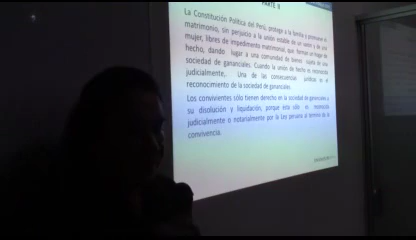 PARTE II
La Constitución Política del Perú, protege a la familia y promueve el
matrimonio, sin perjuicio a la unión estable de un varón y de una
mujer, libres de impedimento matrimonial, que forman un hogar de
hecho, dando lugar a una comunidad de bienes sujeta de una
sociedad de gananciales. Cuando la unión de hecho es reconocida
judicialmente, Una de las consecuencias jurídicas es el
reconocimiento de la sociedad de gananciales.
Los convivientes sólo tienen derecho en la sociedad de gananciales a
su disolución y liquidación, porque ésta sólo es reconocida
judicialmente o notarialmente por la Ley peruana al término de la
convivencia.